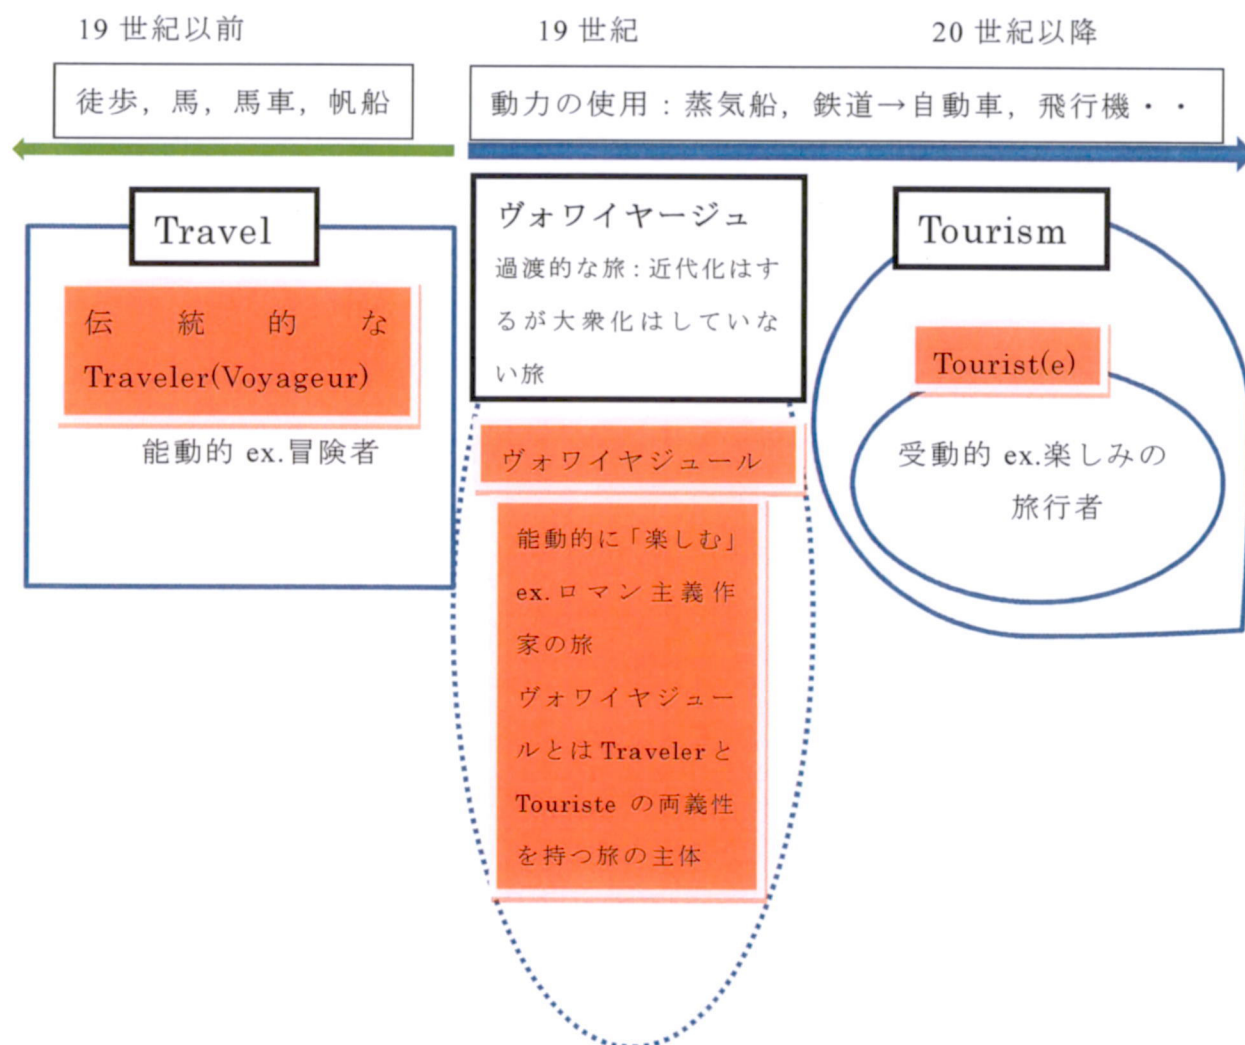 19 世紀以前
19 世紀
20 世紀以降
徒歩，馬，馬車，帆船
動力の使用：蒸気船，鉄道→自動車，飛行機・・
Travel
伝統的な
Traveler(Voyageur)
能動的 ex.冒険者
ヴォワイヤージュ
過渡的な旅：近代化はす
るが大衆化はしていな
い旅
ヴォワイヤジュール
能動的に「楽しむ」
ex.ロマン主義作
家の旅
ヴォワイヤジュー
ルとは Traveler と
Touriste の両義性
を持つ旅の主体
Tourism
Tourist(e)
受動的 ex.楽しみの
旅行者